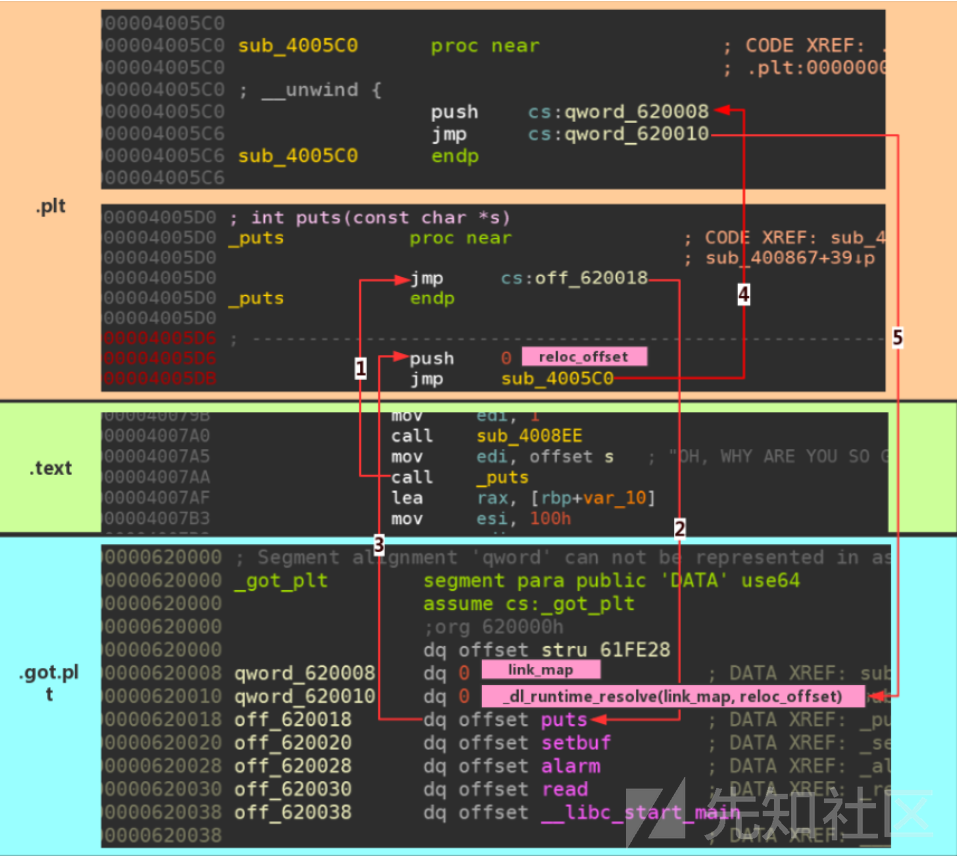 00004005C0
00004005C0 sub_4005C0 proc near ; CODE XREF: .
00004005C0 ; .plt:0000000
00004005C0 ; __unwind {
00004005C0 push cs:qword_620008
00004005C6 jmp cs:qword_620010
00004005C6 sub_4005C0 endp
00004005C6
.plt
00004005D0 ; int puts(const char *s)
00004005D0 _puts proc near ; CODE XREF: sub_4
00004005D0 ; sub_400867+39↓p
00004005D0 jmp cs:off_620018
00004005D0 _puts endp
00004005D0
00004005D6 ; ---------------------------------------------------------------
00004005D6 push 0 reloc_offset
00004005DB jmp sub_4005C0
1
4
5
000040079B mov edi, 1
00004007A0 call sub_4008EE
.text
00004007A5 mov edi, offset s ; "OH, WHY ARE YOU SO G
00004007AA call _puts
00004007AF lea rax, [rbp+var_10]
00004007B3 mov esi, 100h
3
2
0000620000 ; Segment alignment 'qword' can not be represented in as
0000620000 _got_plt segment para public 'DATA' use64
0000620000 assume cs:_got_plt
0000620000 ;org 620000h
0000620000 dq offset stru 61FE28
.got.pl
t
0000620008 qword_620008 dq 0 link_map ; DATA XREF: sub
0000620010 qword_620010 dq 0 _dl_runtime_resolve(link_map, reloc_offset)
0000620018 off_620018 dq offset puts ; DATA XREF: _pu
0000620020 off_620020 dq offset setbuf ; DATA XREF: _se
0000620028 off_620028 dq offset alarm ; DATA XREF: _al
0000620030 off_620030 dq offset read ; DATA XREF: _re
0000620038 off_620038 dq offset __libc_start_main
0000620038 ; DATA XREF:
先知社区